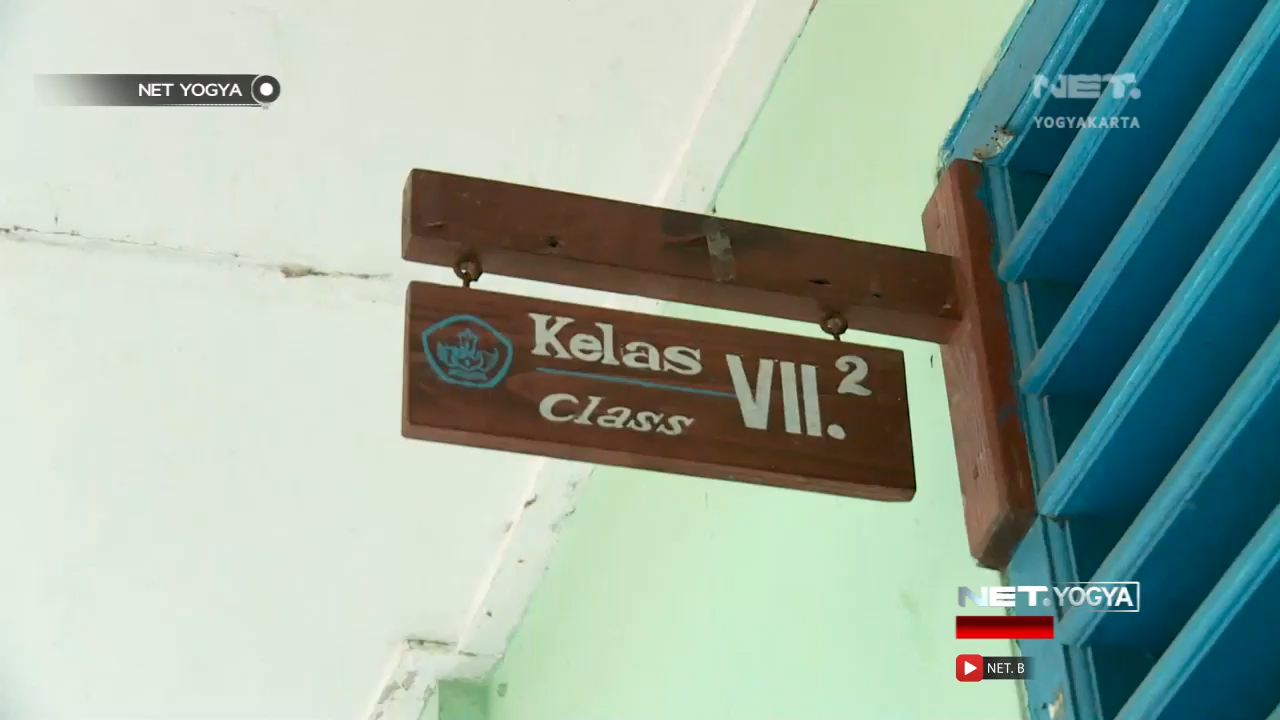 NET YOGYA
NET.
YOGYAKARTA
Kelas
Class
VII.²
NET.YOGYA
NET. B